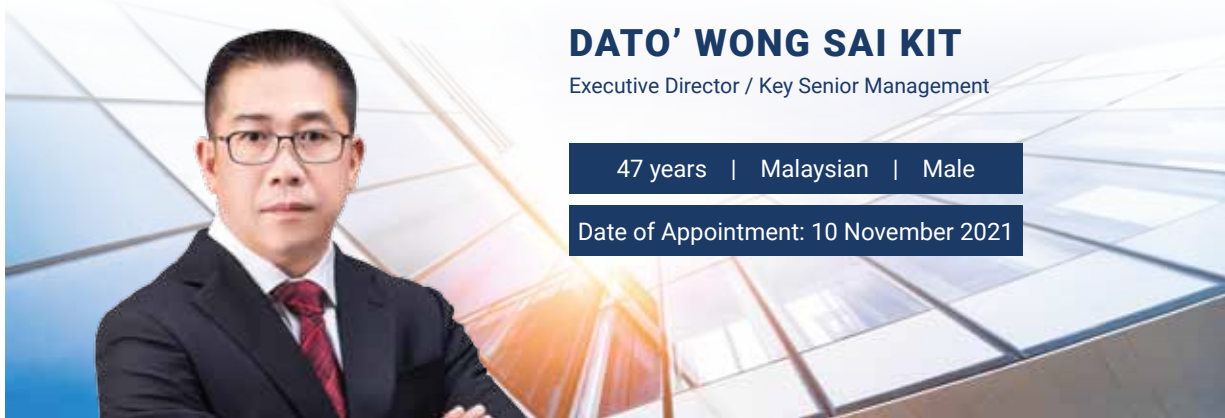 DATO’ WONG SAI KIT
Executive Director / Key Senior Management
47 years | Malaysian | Male
Date of Appointment: 10 November 2021